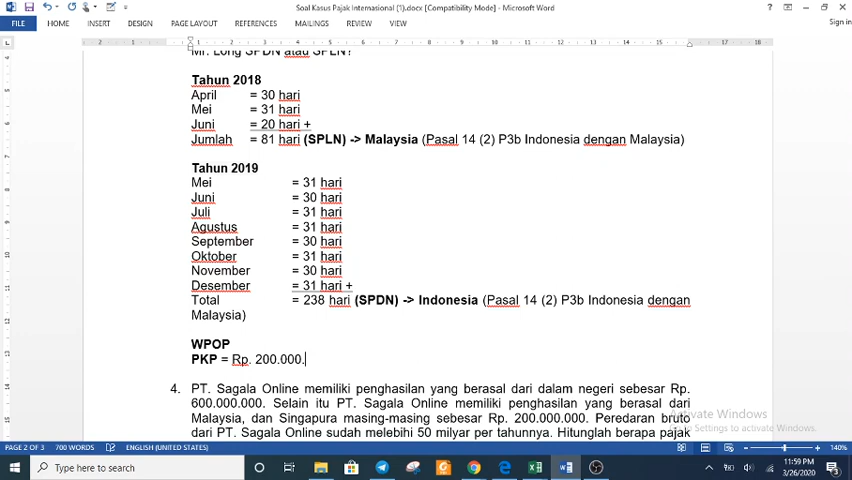 Soal Kasus Pajak Internasional (1).docx [Compatibility Mode] - Microsoft Word
FILE HOME INSERT DESIGN PAGE LAYOUT REFERENCES MAILINGS REVIEW VIEW Sign in
Mr. Long SPDN atau SPLN?
Tahun 2018
April = 30 hari
Mei = 31 hari
Juni = 20 hari +
Jumlah = 81 hari (SPLN) -> Malaysia (Pasal 14 (2) P3b Indonesia dengan Malaysia)
Tahun 2019
Mei = 31 hari
Juni = 30 hari
Juli = 31 hari
Agustus = 31 hari
September = 30 hari
Oktober = 31 hari
November = 30 hari
Desember = 31 hari +
Total = 238 hari (SPDN) -> Indonesia (Pasal 14 (2) P3b Indonesia dengan
Malaysia)
WPOP
PKP = Rp. 200.000.
4. PT. Sagala Online memiliki penghasilan yang berasal dari dalam negeri sebesar Rp.
600.000.000. Selain itu PT. Sagala Online memiliki penghasilan yang berasal dari
Malaysia, dan Singapura masing-masing sebesar Rp. 200.000.000. Peredaran bruto
dari PT. Sagala Online sudah melebihi 50 milyar per tahunnya. Hitunglah berapa pajak
Activate Windows
Go to Settings to activate Windows.
PAGE 2 OF 3 700 WORDS ENGLISH (UNITED STATES) 140%
Type here to search
11:59 PM
3/26/2020